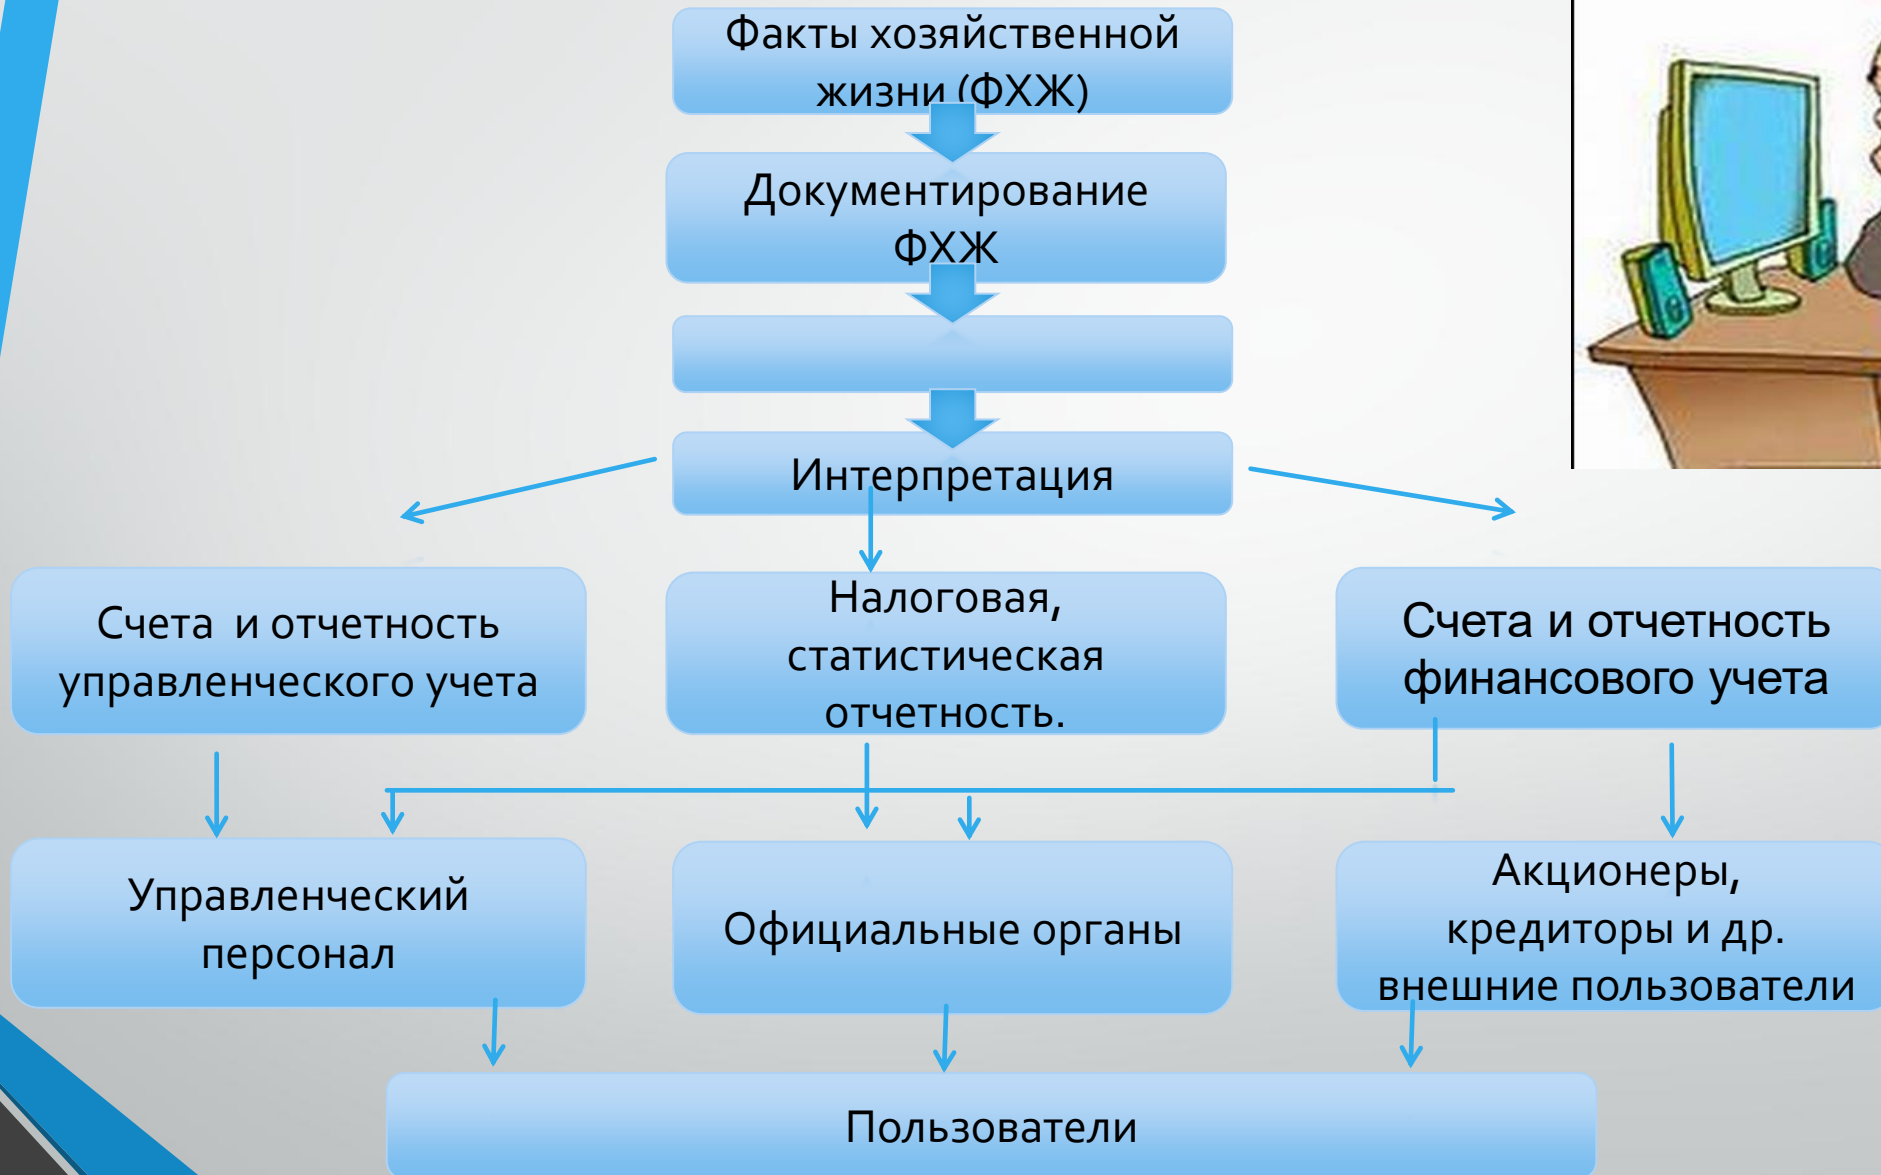 Факты хозяйственной
жизни (ФХЖ)
Документирование
ФХЖ
Интерпретация
Счета и отчетность
управленческого учета
Налоговая,
статистическая
отчетность.
Счета и отчетность
финансового учета
Управленческий
персонал
Официальные органы
Акционеры,
кредиторы и др.
внешние пользователи
Пользователи